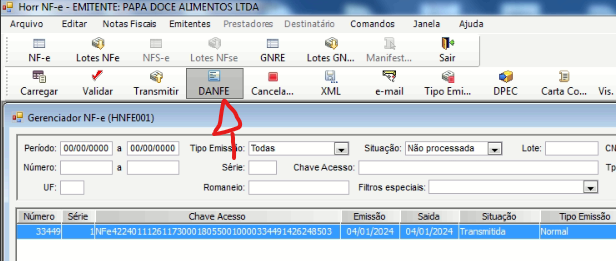 Horr NF-e - EMITENTE: PAPA DOCE ALIMENTOS LTDA
Arquivo Editar Notas Fiscais Emitentes Prestadores Destinatário Comandos Janela Ajuda
NF-e Lotes NFe NFS-e Lotes NFse GNRE Lotes GN... Manifest... Sair
Carregar Validar Transmitir DANFE Cancela... XML e-mail Tipo Emi... DPEC Carta Co... Vis.
Gerenciador NF-e (HNFE001)
Período: 00/00/0000 a 00/00/0000 Tipo Emissão: Todas Situação: Não processada Lote: CN
Número: a Série: Chave Acesso: Tp
UF: Romaneio: Filtros especiais:
Número Série Chave Acesso Emissão Saida Situação Tipo Emissão
33449 1 NFe42240111261173000180550010000334491426248503 04/01/2024 04/01/2024 Transmitida Normal